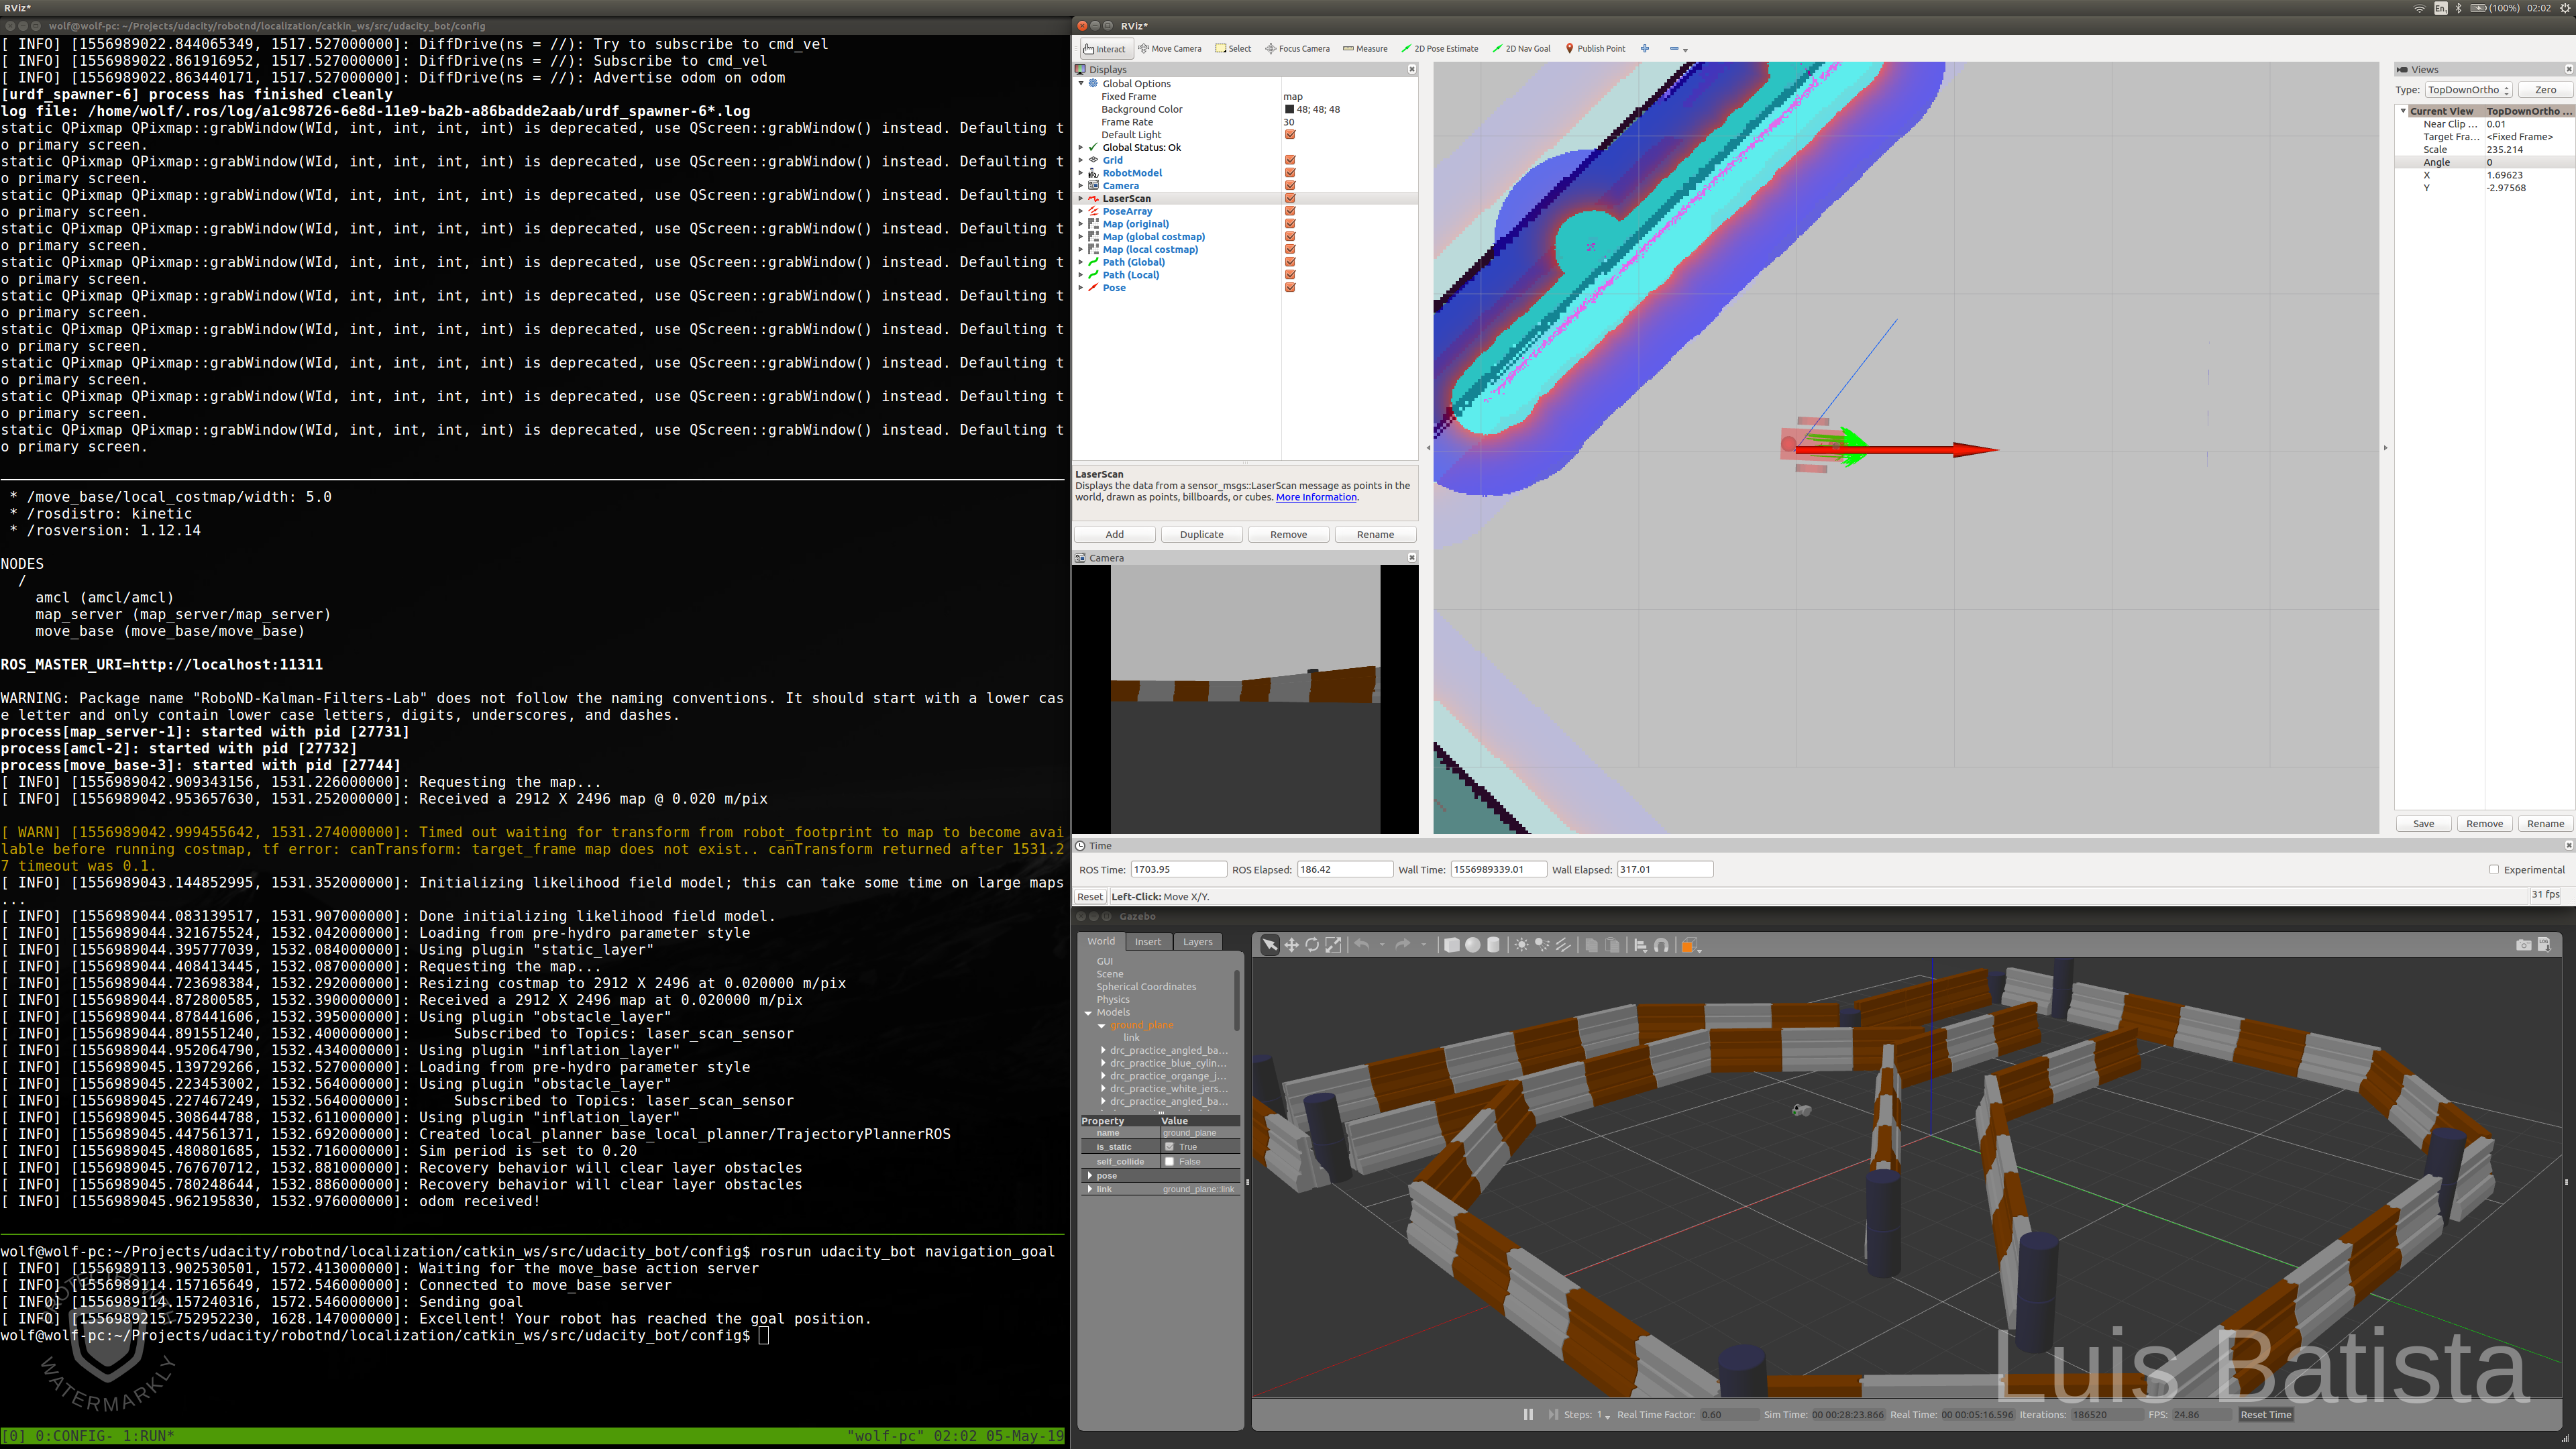 RViz*
En (100%) 02:02
wolf@wolf-pc: ~/Projects/udacity/robotnd/localization/catkin_ws/src/udacity_bot/config
[ INFO] [1556989022.844065349, 1517.527000000]: DiffDrive(ns = //): Try to subscribe to cmd_vel
[ INFO] [1556989022.861916952, 1517.527000000]: DiffDrive(ns = //): Subscribe to cmd_vel
[ INFO] [1556989022.863440171, 1517.527000000]: DiffDrive(ns = //): Advertise odom on odom
[urdf_spawner-6] process has finished cleanly
log file: /home/wolf/.ros/log/a1c98726-6e8d-11e9-ba2b-a86badde2aab/urdf_spawner-6*.log
static QPixmap QPixmap::grabWindow(WId, int, int, int, int) is deprecated, use QScreen::grabWindow() instead. Defaulting t
o primary screen.
static QPixmap QPixmap::grabWindow(WId, int, int, int, int) is deprecated, use QScreen::grabWindow() instead. Defaulting t
o primary screen.
static QPixmap QPixmap::grabWindow(WId, int, int, int, int) is deprecated, use QScreen::grabWindow() instead. Defaulting t
o primary screen.
static QPixmap QPixmap::grabWindow(WId, int, int, int, int) is deprecated, use QScreen::grabWindow() instead. Defaulting t
o primary screen.
static QPixmap QPixmap::grabWindow(WId, int, int, int, int) is deprecated, use QScreen::grabWindow() instead. Defaulting t
o primary screen.
static QPixmap QPixmap::grabWindow(WId, int, int, int, int) is deprecated, use QScreen::grabWindow() instead. Defaulting t
o primary screen.
static QPixmap QPixmap::grabWindow(WId, int, int, int, int) is deprecated, use QScreen::grabWindow() instead. Defaulting t
o primary screen.
static QPixmap QPixmap::grabWindow(WId, int, int, int, int) is deprecated, use QScreen::grabWindow() instead. Defaulting t
o primary screen.
static QPixmap QPixmap::grabWindow(WId, int, int, int, int) is deprecated, use QScreen::grabWindow() instead. Defaulting t
o primary screen.
static QPixmap QPixmap::grabWindow(WId, int, int, int, int) is deprecated, use QScreen::grabWindow() instead. Defaulting t
o primary screen.
* /move_base/local_costmap/width: 5.0
* /rosdistro: kinetic
* /rosversion: 1.12.14
NODES
/
amcl (amcl/amcl)
map_server (map_server/map_server)
move_base (move_base/move_base)
ROS_MASTER_URI=http://localhost:11311
WARNING: Package name "RoboND-Kalman-Filters-Lab" does not follow the naming conventions. It should start with a lower cas
e letter and only contain lower case letters, digits, underscores, and dashes.
process[map_server-1]: started with pid [27731]
process[amcl-2]: started with pid [27732]
process[move_base-3]: started with pid [27744]
[ INFO] [1556989042.909343156, 1531.226000000]: Requesting the map...
[ INFO] [1556989042.953657630, 1531.252000000]: Received a 2912 X 2496 map @ 0.020 m/pix
[ WARN] [1556989042.999455642, 1531.274000000]: Timed out waiting for transform from robot_footprint to map to become avai
lable before running costmap, tf error: canTransform: target_frame map does not exist.. canTransform returned after 1531.2
7 timeout was 0.1.
[ INFO] [1556989043.144852995, 1531.352000000]: Initializing likelihood field model; this can take some time on large maps
...
[ INFO] [1556989044.083139517, 1531.907000000]: Done initializing likelihood field model.
[ INFO] [1556989044.321675524, 1532.042000000]: Loading from pre-hydro parameter style
[ INFO] [1556989044.395777039, 1532.084000000]: Using plugin "static_layer"
[ INFO] [1556989044.408413445, 1532.087000000]: Requesting the map...
[ INFO] [1556989044.723698384, 1532.292000000]: Resizing costmap to 2912 X 2496 at 0.020000 m/pix
[ INFO] [1556989044.872800585, 1532.390000000]: Received a 2912 X 2496 map at 0.020000 m/pix
[ INFO] [1556989044.878441606, 1532.395000000]: Using plugin "obstacle_layer"
[ INFO] [1556989044.891551240, 1532.400000000]: Subscribed to Topics: laser_scan_sensor
[ INFO] [1556989044.952064790, 1532.434000000]: Using plugin "inflation_layer"
[ INFO] [1556989045.139729266, 1532.527000000]: Loading from pre-hydro parameter style
[ INFO] [1556989045.223453002, 1532.564000000]: Using plugin "obstacle_layer"
[ INFO] [1556989045.227467249, 1532.564000000]: Subscribed to Topics: laser_scan_sensor
[ INFO] [1556989045.308644788, 1532.611000000]: Using plugin "inflation_layer"
[ INFO] [1556989045.447561371, 1532.692000000]: Created local_planner base_local_planner/TrajectoryPlannerROS
[ INFO] [1556989045.480801685, 1532.716000000]: Sim period is set to 0.20
[ INFO] [1556989045.767670712, 1532.881000000]: Recovery behavior will clear layer obstacles
[ INFO] [1556989045.780248644, 1532.886000000]: Recovery behavior will clear layer obstacles
[ INFO] [1556989045.962195830, 1532.976000000]: odom received!
wolf@wolf-pc:~/Projects/udacity/robotnd/localization/catkin_ws/src/udacity_bot/config$ rosrun udacity_bot navigation_goal
[ INFO] [1556989113.902530501, 1572.413000000]: Waiting for the move_base action server
[ INFO] [1556989114.157165649, 1572.546000000]: Connected to move_base server
[ INFO] [1556989114.157240316, 1572.546000000]: Sending goal
[ INFO] [1556989215.752952230, 1628.147000000]: Excellent! Your robot has reached the goal position.
wolf@wolf-pc:~/Projects/udacity/robotnd/localization/catkin_ws/src/udacity_bot/config$
WATERMARKLY
[0] 0:CONFIG- 1:RUN* "wolf-pc" 02:02 05-May-19
RViz*
Interact Move Camera Select Focus Camera Measure 2D Pose Estimate 2D Nav Goal Publish Point
Displays
Global Options
Fixed Frame map
Background Color 48; 48; 48
Frame Rate 30
Default Light
Global Status: Ok
Grid
RobotModel
Camera
LaserScan
PoseArray
Map (original)
Map (global costmap)
Map (local costmap)
Path (Global)
Path (Local)
Pose
LaserScan
Displays the data from a sensor_msgs::LaserScan message as points in the
world, drawn as points, billboards, or cubes. More Information.
Add Duplicate Remove Rename
Camera
Views
Type: TopDownOrtho Zero
Current View TopDownOrtho ...
Near Clip ... 0.01
Target Fra... <Fixed Frame>
Scale 235.214
Angle 0
X 1.69623
Y -2.97568
Save Remove Rename
Time
ROS Time: 1703.95 ROS Elapsed: 186.42 Wall Time: 1556989339.01 Wall Elapsed: 317.01 Experimental
Reset Left-Click: Move X/Y. 31 fps
Gazebo
World Insert Layers
GUI
Scene
Spherical Coordinates
Physics
Models
ground_plane
link
drc_practice_angled_ba...
drc_practice_blue_cylin...
drc_practice_organge_j...
drc_practice_white_jers...
drc_practice_angled_ba...
Property Value
name ground_plane
is_static True
self_collide False
pose
link ground_plane::link
Luis Batista
Steps: 1 Real Time Factor: 0.60 Sim Time: 00 00:28:23.866 Real Time: 00 00:05:16.596 Iterations: 186520 FPS: 24.86 Reset Time